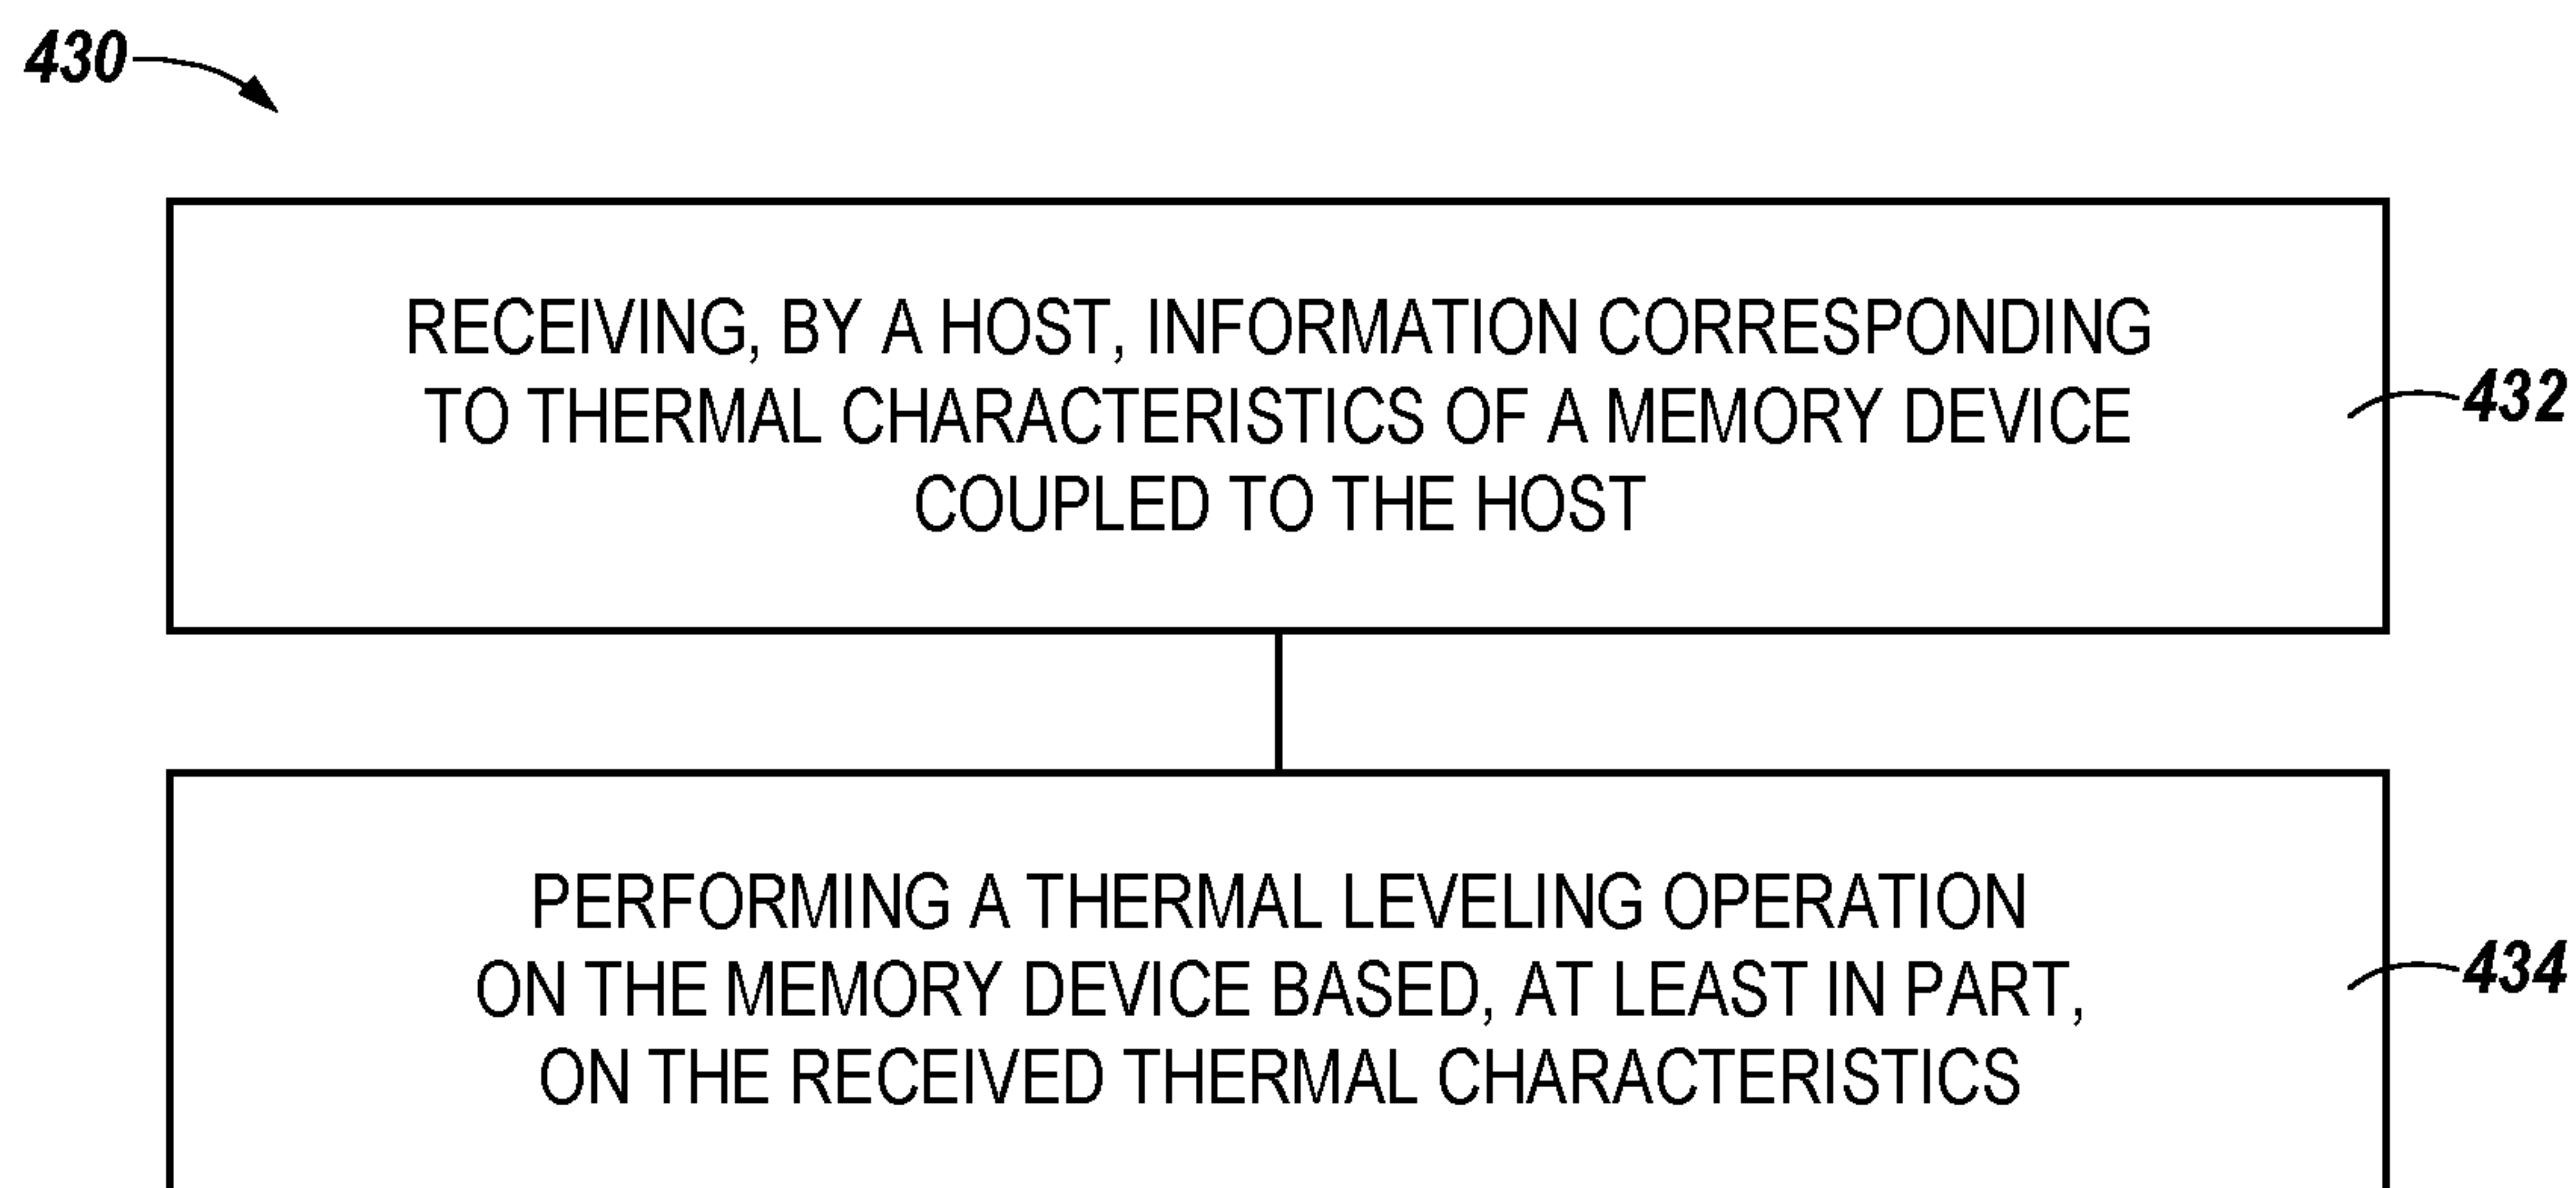 430
RECEIVING, BY A HOST, INFORMATION CORRESPONDING
TO THERMAL CHARACTERISTICS OF A MEMORY DEVICE
COUPLED TO THE HOST
432
PERFORMING A THERMAL LEVELING OPERATION
ON THE MEMORY DEVICE BASED, AT LEAST IN PART,
ON THE RECEIVED THERMAL CHARACTERISTICS
434